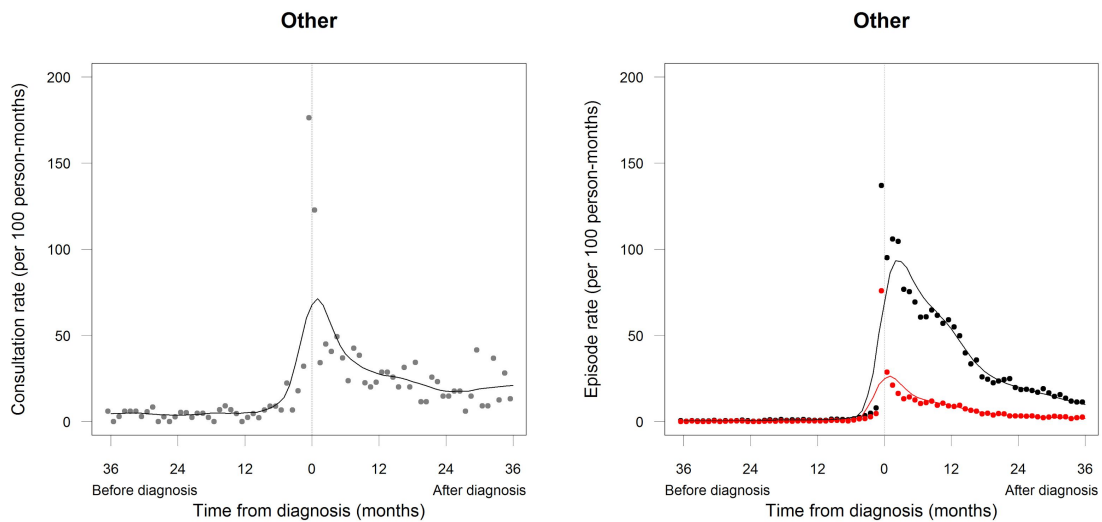 Other
Consultation rate (per 100 person-months)
200
150
100
50
0
36 24 12 0 12 24 36
Before diagnosis After diagnosis
Time from diagnosis (months)
Other
Episode rate (per 100 person-months)
200
150
100
50
0
36 24 12 0 12 24 36
Before diagnosis After diagnosis
Time from diagnosis (months)